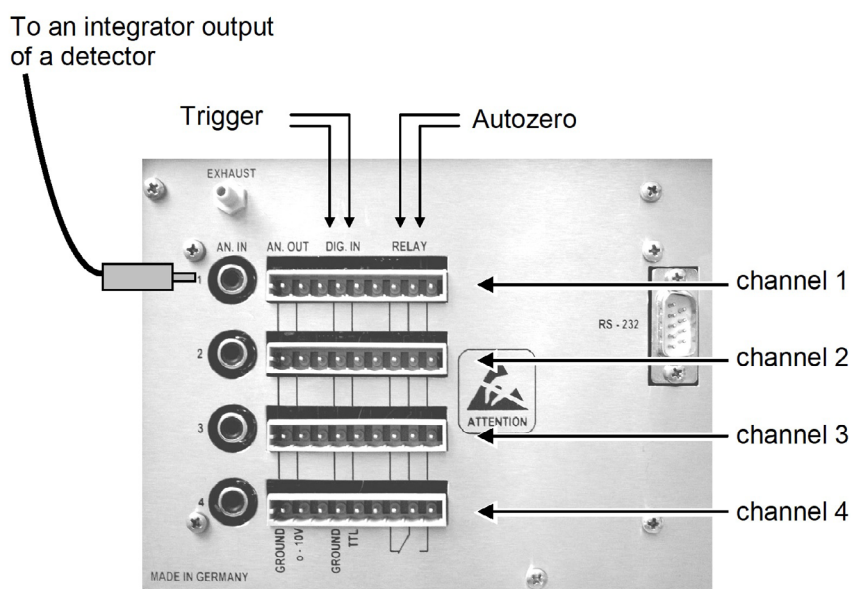 To an integrator output
of a detector
Trigger
Autozero
EXHAUST
AN. IN
AN. OUT
DIG. IN
RELAY
1
channel 1
RS - 232
2
channel 2
ATTENTION
3
channel 3
4
channel 4
GROUND
0 - 10V
GROUND
TTL
MADE IN GERMANY